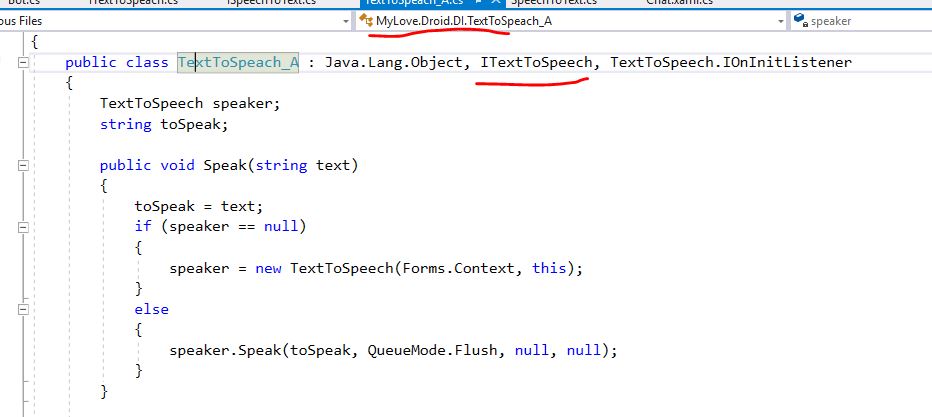 Bot.cs ITextToSpeach.cs ISpeechToText.cs TextToSpeach_A.cs SpeechToText.cs Chat.xaml.cs
ous Files MyLove.Droid.DI.TextToSpeach_A speaker
{
public class TextToSpeach_A : Java.Lang.Object, ITextToSpeech, TextToSpeech.IOnInitListener
{
TextToSpeech speaker;
string toSpeak;
public void Speak(string text)
{
toSpeak = text;
if (speaker == null)
{
speaker = new TextToSpeech(Forms.Context, this);
}
else
{
speaker.Speak(toSpeak, QueueMode.Flush, null, null);
}
}